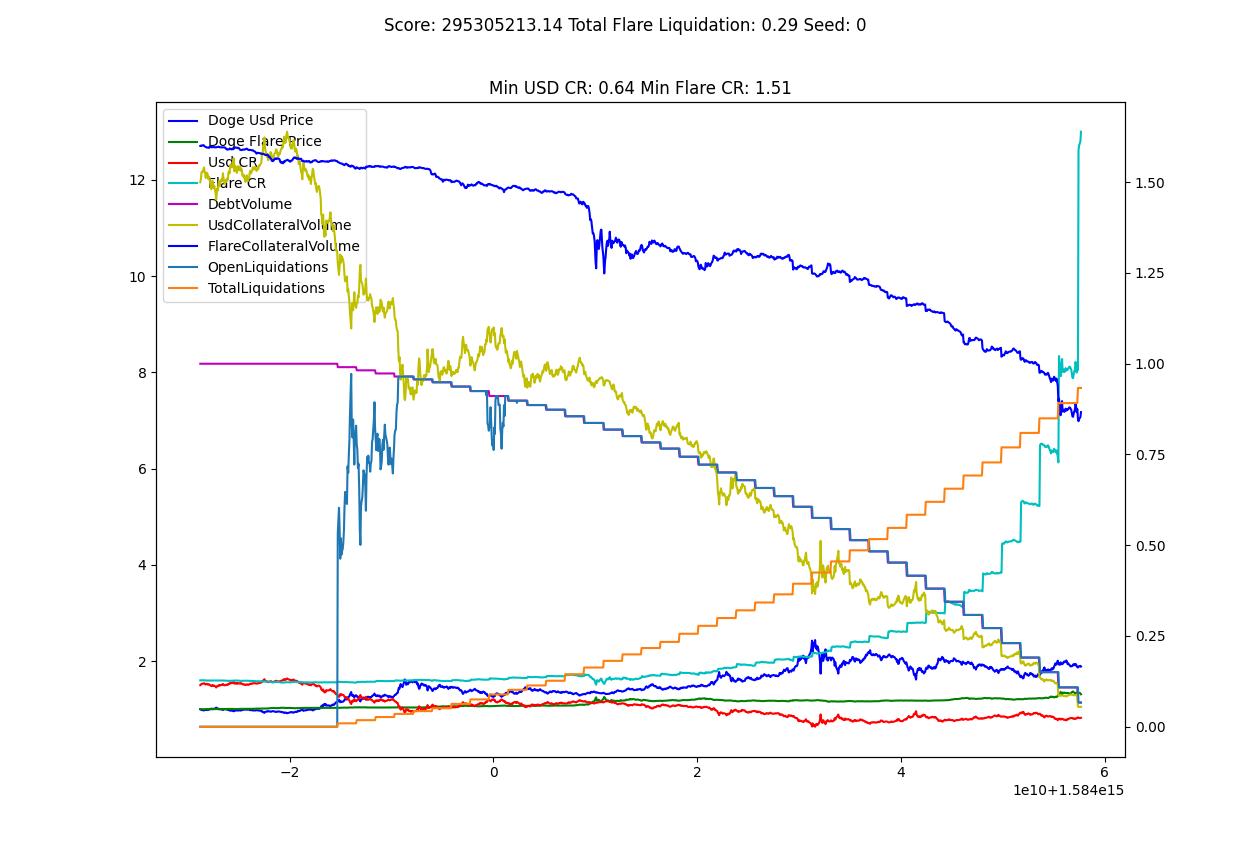 Score: 295305213.14 Total Flare Liquidation: 0.29 Seed: 0
Min USD CR: 0.64 Min Flare CR: 1.51
Doge Usd Price
Doge Flare Price
Usd CR
Flare CR
DebtVolume
UsdCollateralVolume
FlareCollateralVolume
OpenLiquidations
TotalLiquidations
12
10
8
6
4
2
1.50
1.25
1.00
0.75
0.50
0.25
0.00
−2
0
2
4
6
1e10+1.584e15